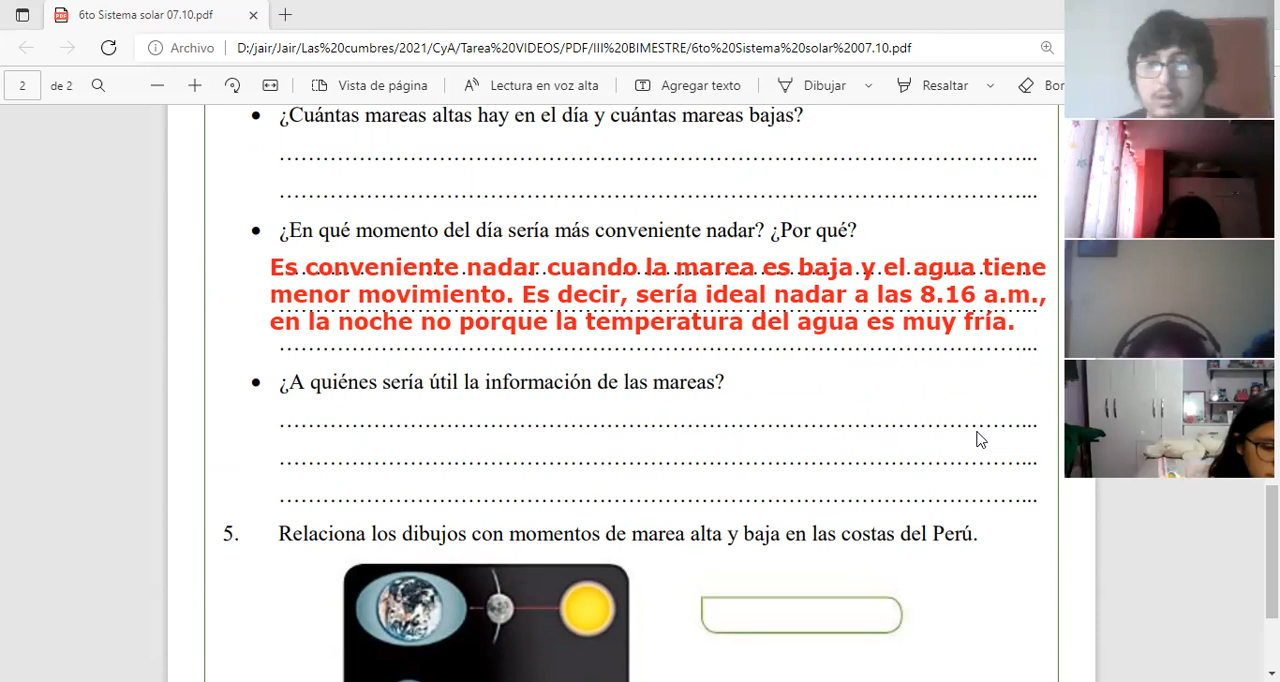 6to Sistema solar 07.10.pdf
Archivo
D:/jair/Jair/Las%20cumbres/2021/CyA/Tarea%20VIDEOS/PDF/III%20BIMESTRE/6to%20Sistema%20solar%2007.10.pdf
2 de 2
Vista de página
Lectura en voz alta
Agregar texto
Dibujar
Resaltar
• ¿Cuántas mareas altas hay en el día y cuántas mareas bajas?
• ¿En qué momento del día sería más conveniente nadar? ¿Por qué?
Es conveniente nadar cuando la marea es baja y el agua tiene
menor movimiento. Es decir, sería ideal nadar a las 8.16 a.m.,
en la noche no porque la temperatura del agua es muy fría.
• ¿A quiénes sería útil la información de las mareas?
5. Relaciona los dibujos con momentos de marea alta y baja en las costas del Perú.